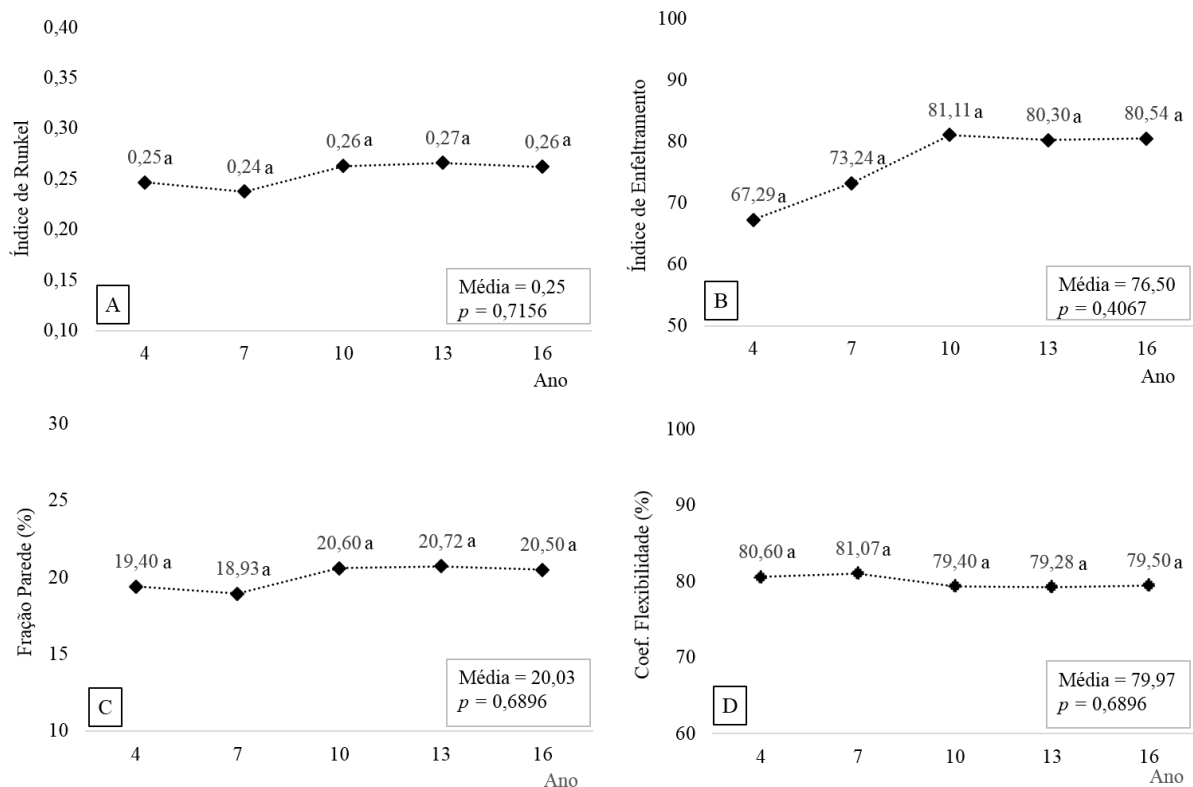 0,40
0,35
0,30
0,25
0,20
0,15
0,10
Índice de Runkel
0,25 a
0,24 a
0,26 a
0,27 a
0,26 a
Média = 0,25
p = 0,7156
A
4 7 10 13 16
Ano
100
90
80
70
60
50
Índice de Enfeltramento
67,29 a
73,24 a
81,11 a
80,30 a
80,54 a
Média = 76,50
p = 0,4067
B
4 7 10 13 16
Ano
30
25
20
15
10
Fração Parede (%)
19,40 a
18,93 a
20,60 a
20,72 a
20,50 a
Média = 20,03
p = 0,6896
C
4 7 10 13 16
Ano
100
90
80
70
60
Coef. Flexibilidade (%)
80,60 a
81,07 a
79,40 a
79,28 a
79,50 a
Média = 79,97
p = 0,6896
D
4 7 10 13 16
Ano